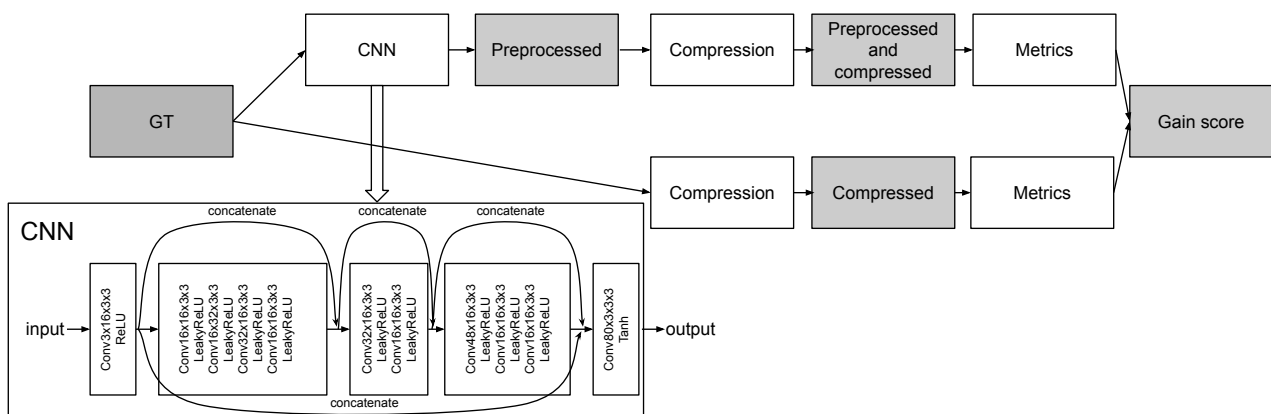 CNN
Preprocessed
Compression
Preprocessed
and
compressed
Metrics
GT
Gain score
Compression
Compressed
Metrics
CNN
concatenate
concatenate
concatenate
input
Conv3x16x3x3
ReLU
Conv16x16x3x3
LeakyReLU
Conv16x32x3x3
LeakyReLU
Conv32x16x3x3
LeakyReLU
Conv16x16x3x3
LeakyReLU
Conv32x16x3x3
LeakyReLU
Conv16x16x3x3
LeakyReLU
Conv48x16x3x3
LeakyReLU
Conv16x16x3x3
LeakyReLU
Conv16x16x3x3
LeakyReLU
Conv80x3x3x3
Tanh
output
concatenate